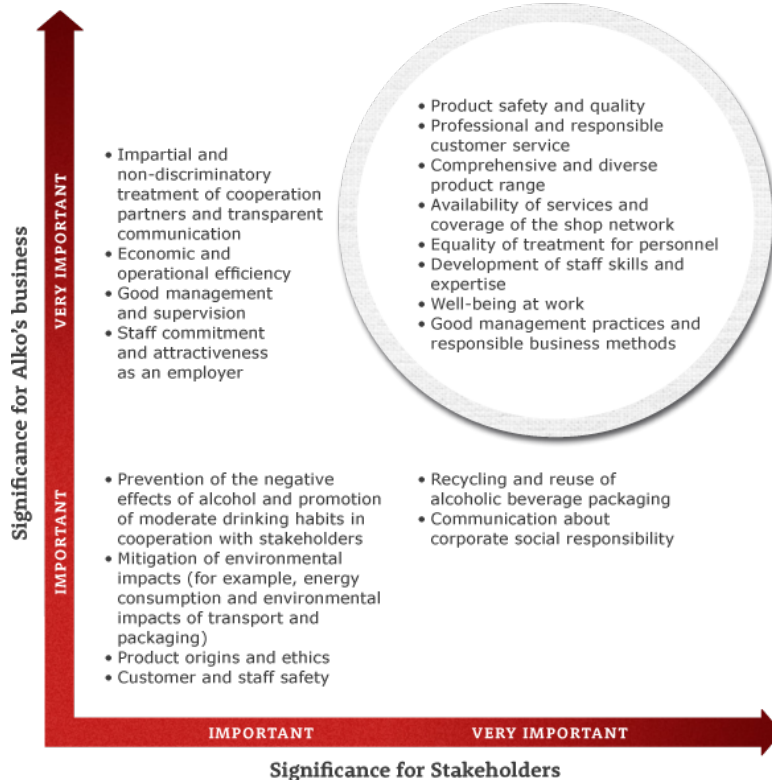 • Product safety and quality
• Professional and responsible
customer service
• Comprehensive and diverse
product range
• Availability of services and
coverage of the shop network
• Equality of treatment for personnel
• Development of staff skills and
expertise
• Well-being at work
• Good management practices and
responsible business methods
• Impartial and
non-discriminatory
treatment of cooperation
partners and transparent
communication
• Economic and
operational efficiency
• Good management
and supervision
• Staff commitment
and attractiveness
as an employer
VERY IMPORTANT
Significance for Alko's business
IMPORTANT
• Prevention of the negative
effects of alcohol and promotion
of moderate drinking habits in
cooperation with stakeholders
• Mitigation of environmental
impacts (for example, energy
consumption and environmental
impacts of transport and
packaging)
• Product origins and ethics
• Customer and staff safety
• Recycling and reuse of
alcoholic beverage packaging
• Communication about
corporate social responsibility
IMPORTANT
VERY IMPORTANT
Significance for Stakeholders